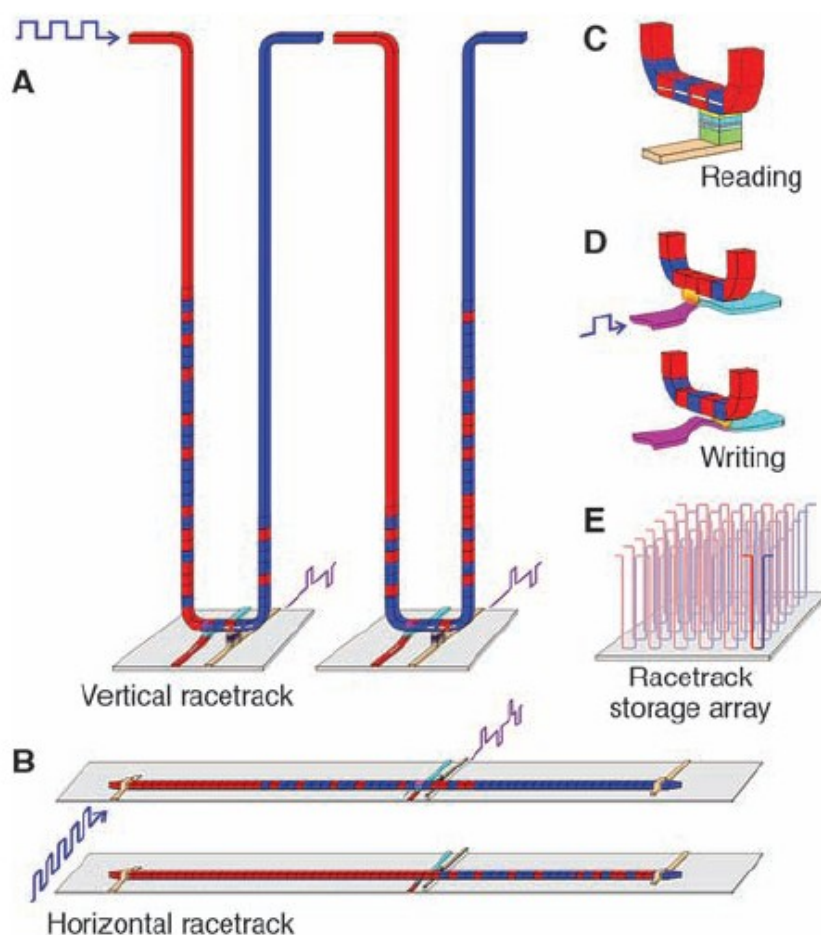 A
Vertical racetrack
B
Horizontal racetrack
C
Reading
D
Writing
E
Racetrack
storage array